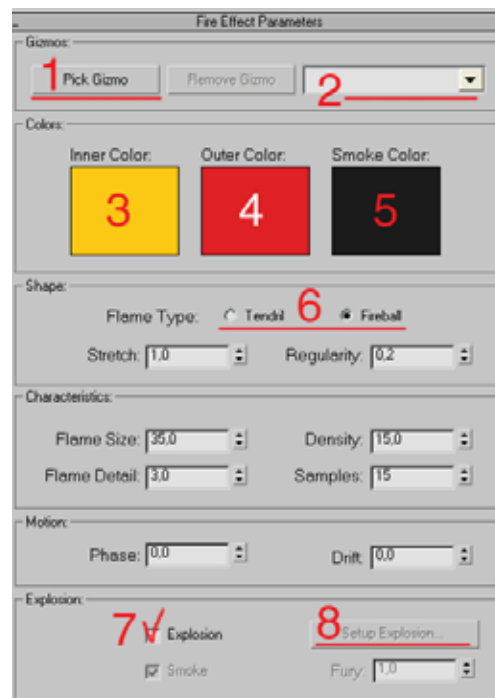 Fire Effect Parameters
Gizmos:
1 Pick Gizmo Remove Gizmo 2
Colors:
Inner Color: Outer Color: Smoke Color:
3 4 5
Shape:
Flame Type: Tendril 6 Fireball
Stretch: 1,0 Regularity: 0,2
Characteristics:
Flame Size: 35,0 Density: 15,0
Flame Detail: 3,0 Samples: 15
Motion:
Phase: 0,0 Drift: 0,0
Explosion:
7 Explosion 8 Setup Explosion...
Smoke Fury: 1,0